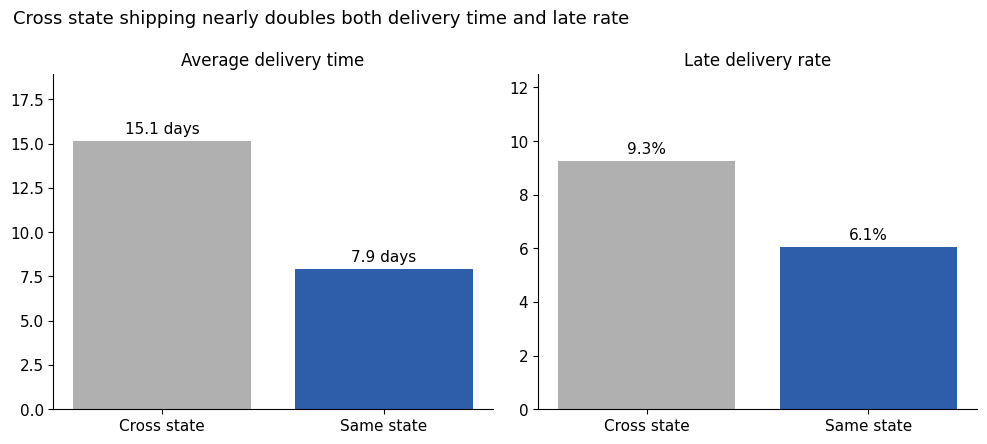 Cross state shipping nearly doubles both delivery time and late rate
Average delivery time
17.5
15.0
12.5
10.0
7.5
5.0
2.5
0.0
15.1 days
7.9 days
Cross state
Same state
Late delivery rate
12
10
8
6
4
2
0
9.3%
6.1%
Cross state
Same state